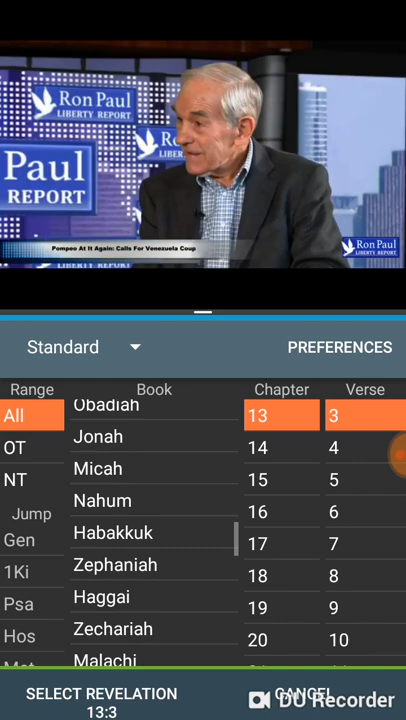 Ron Paul
LIBERTY REPORT
Ron Paul
Paul
REPORT
Pompeo At It Again: Calls For Venezuela Coup
Ron Paul
LIBERTY REPORT
Standard
PREFERENCES
Range Book Chapter Verse
All Obadiah 13 3
OT Jonah 14 4
NT Micah 15 5
Jump Nahum 16 6
Gen Habakkuk 17 7
1Ki Zephaniah 18 8
Psa Haggai 19 9
Hos Zechariah 20 10
Mat Malachi
SELECT REVELATION
13:3
CANCEL
DU Recorder